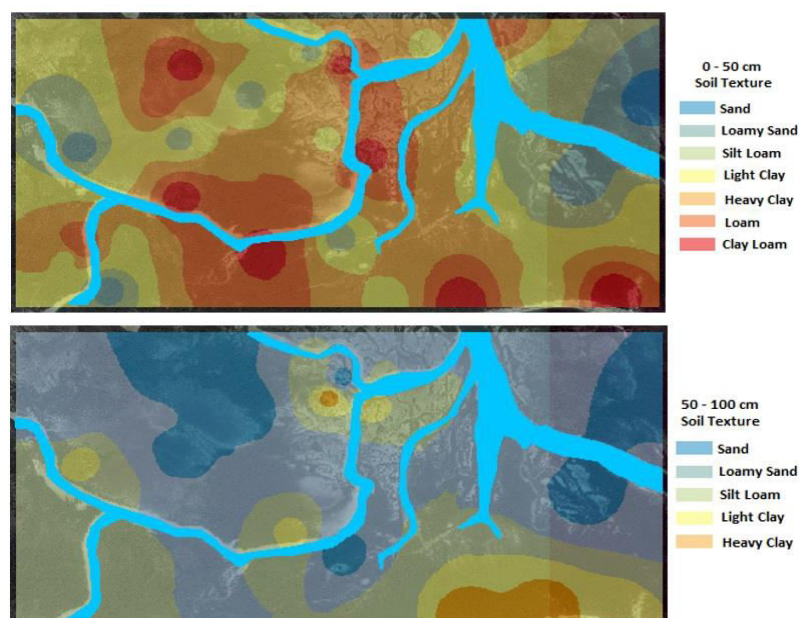 0 - 50 cm
Soil Texture
Sand
Loamy Sand
Silt Loam
Light Clay
Heavy Clay
Loam
Clay Loam
50 - 100 cm
Soil Texture
Sand
Loamy Sand
Silt Loam
Light Clay
Heavy Clay